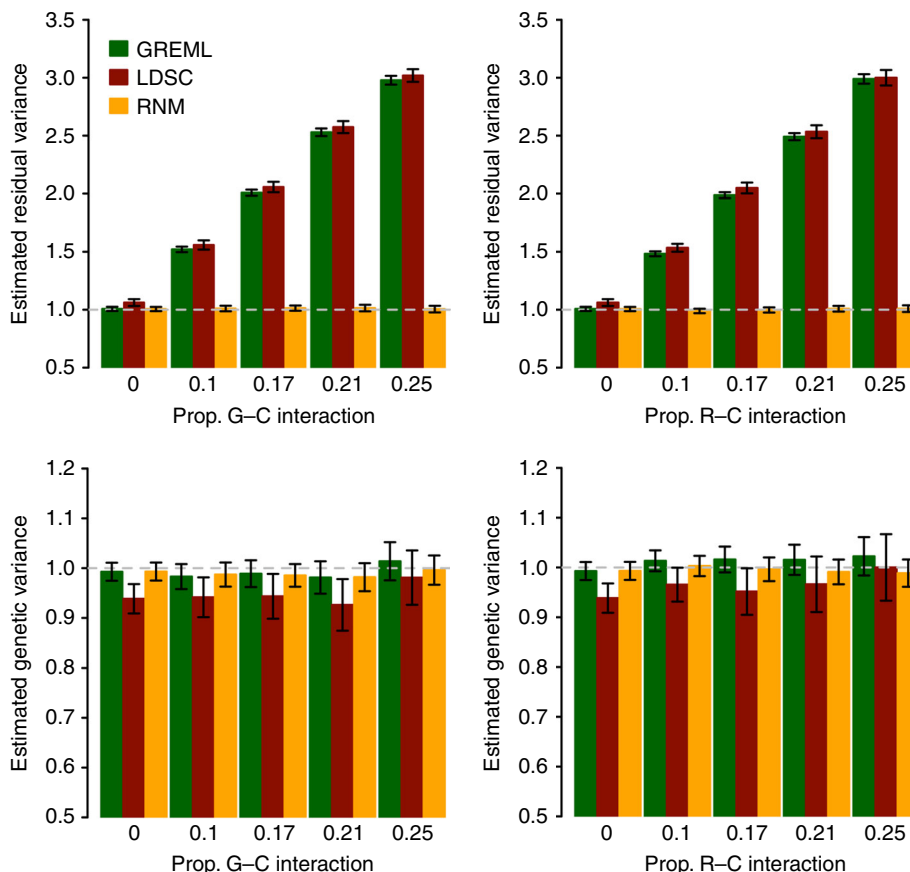 3.5
3.0
2.5
2.0
1.5
1.0
0.5
Estimated residual variance
GREML
LDSC
RNM
0 0.1 0.17 0.21 0.25
Prop. G–C interaction
3.5
3.0
2.5
2.0
1.5
1.0
0.5
Estimated residual variance
0 0.1 0.17 0.21 0.25
Prop. R–C interaction
1.2
1.1
1.0
0.9
0.8
0.7
0.6
0.5
Estimated genetic variance
0 0.1 0.17 0.21 0.25
Prop. G–C interaction
1.2
1.1
1.0
0.9
0.8
0.7
0.6
0.5
Estimated genetic variance
0 0.1 0.17 0.21 0.25
Prop. R–C interaction